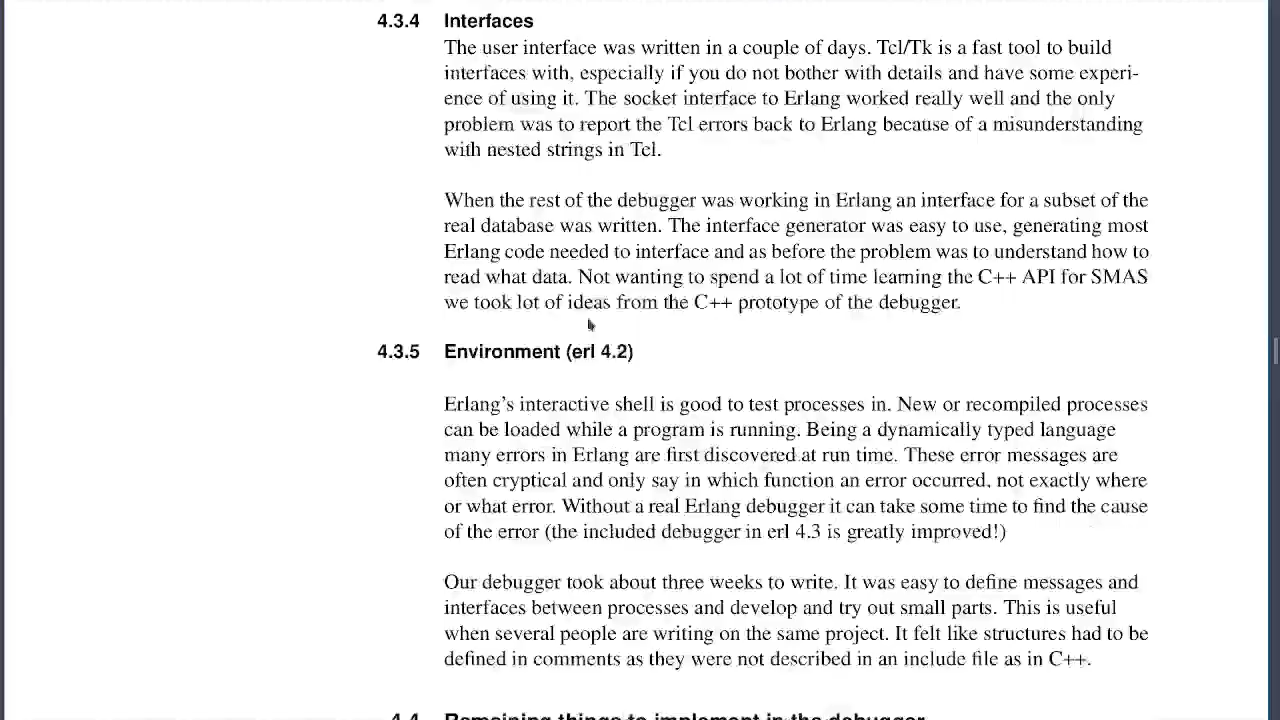 4.3.4 Interfaces
The user interface was written in a couple of days. Tcl/Tk is a fast tool to build
interfaces with, especially if you do not bother with details and have some experi-
ence of using it. The socket interface to Erlang worked really well and the only
problem was to report the Tcl errors back to Erlang because of a misunderstanding
with nested strings in Tcl.
When the rest of the debugger was working in Erlang an interface for a subset of the
real database was written. The interface generator was easy to use, generating most
Erlang code needed to interface and as before the problem was to understand how to
read what data. Not wanting to spend a lot of time learning the C++ API for SMAS
we took lot of ideas from the C++ prototype of the debugger.
4.3.5 Environment (erl 4.2)
Erlang's interactive shell is good to test processes in. New or recompiled processes
can be loaded while a program is running. Being a dynamically typed language
many errors in Erlang are first discovered at run time. These error messages are
often cryptical and only say in which function an error occurred, not exactly where
or what error. Without a real Erlang debugger it can take some time to find the cause
of the error (the included debugger in erl 4.3 is greatly improved!)
Our debugger took about three weeks to write. It was easy to define messages and
interfaces between processes and develop and try out small parts. This is useful
when several people are writing on the same project. It felt like structures had to be
defined in comments as they were not described in an include file as in C++.
4.4 Remaining things to implement in the debugger